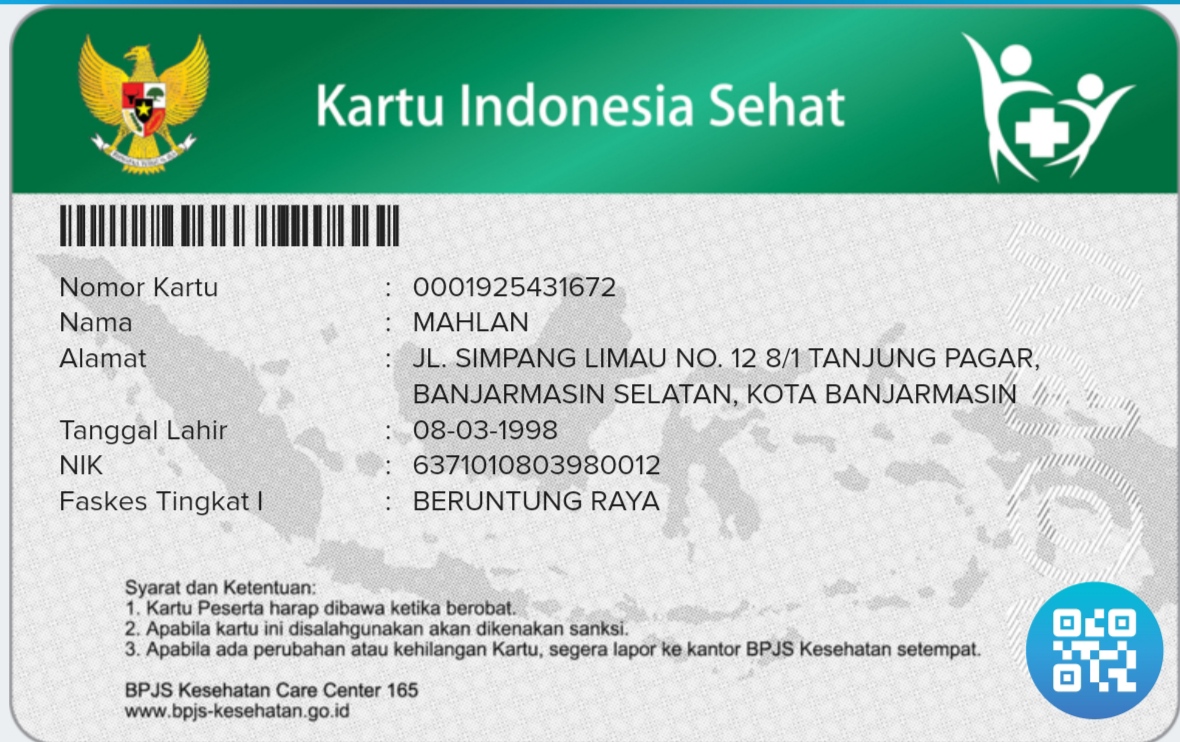 Kartu Indonesia Sehat
Nomor Kartu : 0001925431672
Nama : MAHLAN
Alamat : JL. SIMPANG LIMAU NO. 12 8/1 TANJUNG PAGAR,
BANJARMASIN SELATAN, KOTA BANJARMASIN
Tanggal Lahir : 08-03-1998
NIK : 6371010803980012
Faskes Tingkat I : BERUNTUNG RAYA
Syarat dan Ketentuan:
1. Kartu Peserta harap dibawa ketika berobat.
2. Apabila kartu ini disalahgunakan akan dikenakan sanksi.
3. Apabila ada perubahan atau kehilangan Kartu, segera lapor ke kantor BPJS Kesehatan setempat.
BPJS Kesehatan Care Center 165
www.bpjs-kesehatan.go.id